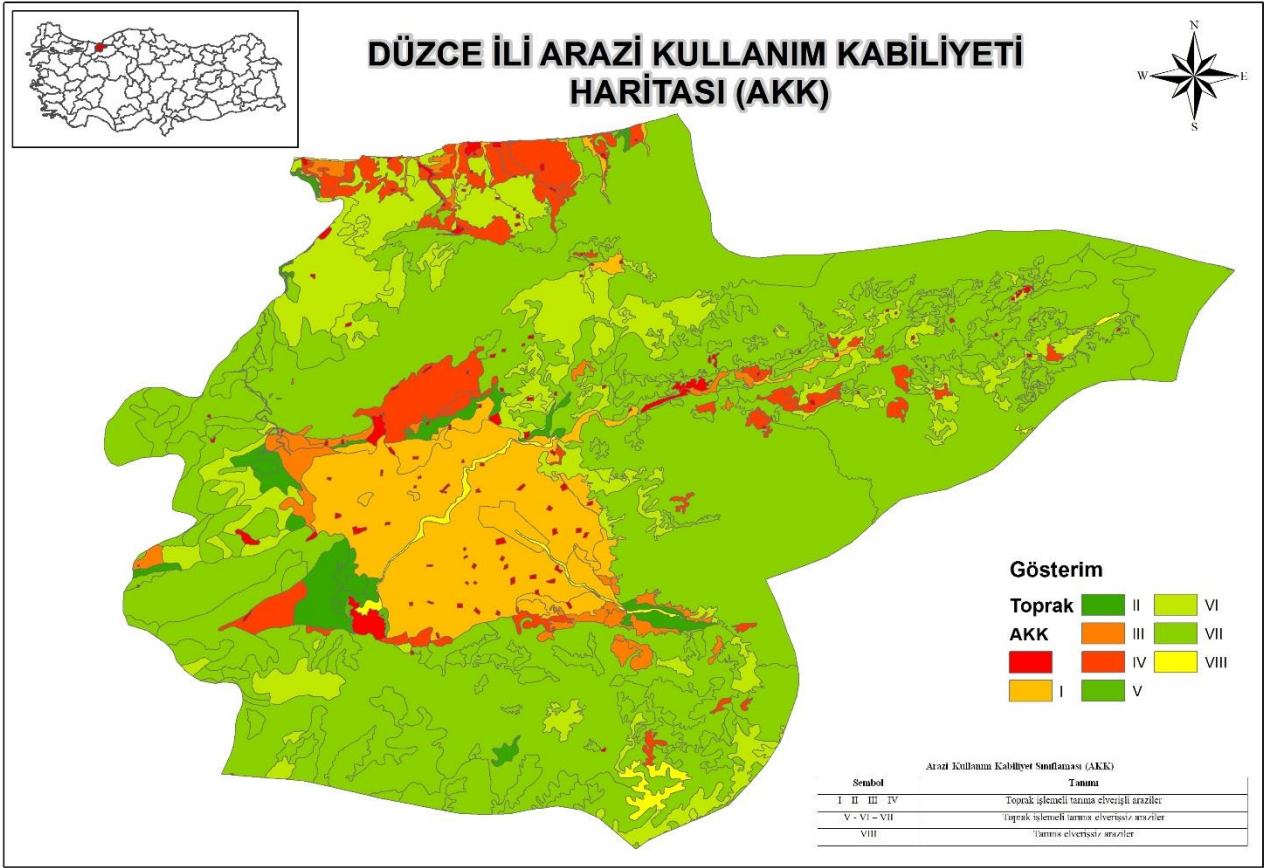 DÜZCE İLİ ARAZİ KULLANIM KABİLİYETİ
HARİTASI (AKK)
N
W E
S
Gösterim
Toprak II VI
AKK III VII
IV VIII
I V
Arazi Kullanım Kabiliyet Sınıflaması (AKK)
Sembol Tanımı
I II III IV Toprak işlemeli tarıma elverişli araziler
V - VI – VII Toprak işlemeli tarıma elverişsiz araziler
VIII Tarıma elverişsiz araziler